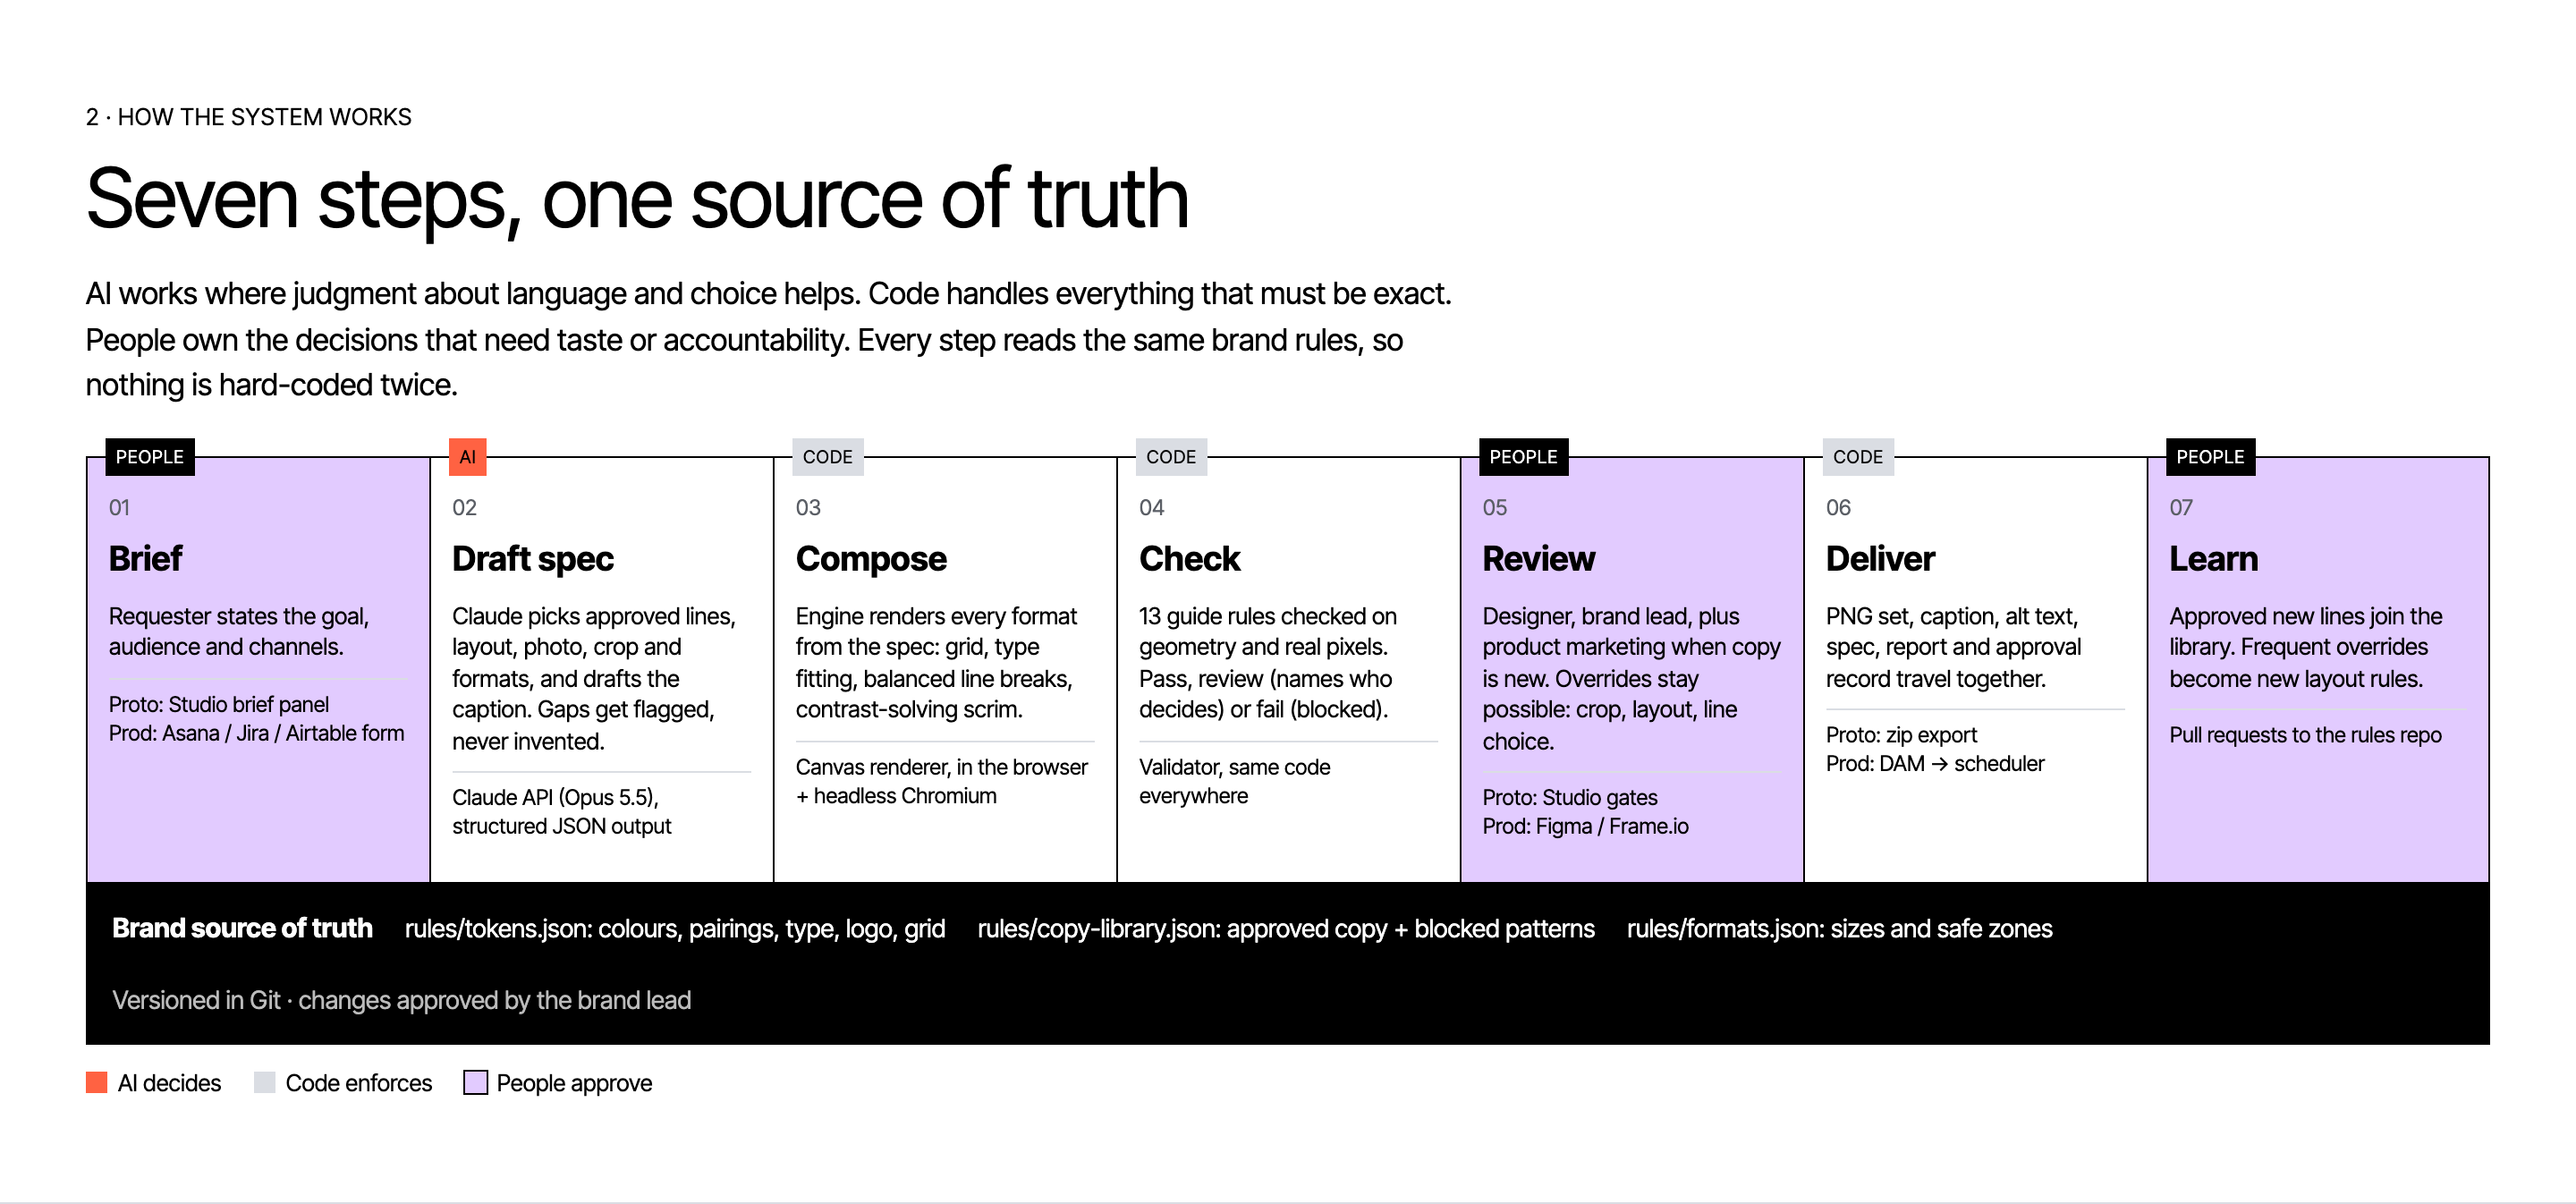 2 · HOW THE SYSTEM WORKS
Seven steps, one source of truth
AI works where judgment about language and choice helps. Code handles everything that must be exact.
People own the decisions that need taste or accountability. Every step reads the same brand rules, so
nothing is hard-coded twice.
PEOPLE
01
Brief
Requester states the goal,
audience and channels.
Proto: Studio brief panel
Prod: Asana / Jira / Airtable form
AI
02
Draft spec
Claude picks approved lines,
layout, photo, crop and
formats, and drafts the
caption. Gaps get flagged,
never invented.
Claude API (Opus 5.5),
structured JSON output
CODE
03
Compose
Engine renders every format
from the spec: grid, type
fitting, balanced line breaks,
contrast-solving scrim.
Canvas renderer, in the browser
+ headless Chromium
CODE
04
Check
13 guide rules checked on
geometry and real pixels.
Pass, review (names who
decides) or fail (blocked).
Validator, same code
everywhere
PEOPLE
05
Review
Designer, brand lead, plus
product marketing when copy
is new. Overrides stay
possible: crop, layout, line
choice.
Proto: Studio gates
Prod: Figma / Frame.io
CODE
06
Deliver
PNG set, caption, alt text,
spec, report and approval
record travel together.
Proto: zip export
Prod: DAM → scheduler
PEOPLE
07
Learn
Approved new lines join the
library. Frequent overrides
become new layout rules.
Pull requests to the rules repo
Brand source of truth rules/tokens.json: colours, pairings, type, logo, grid rules/copy-library.json: approved copy + blocked patterns rules/formats.json: sizes and safe zones
Versioned in Git · changes approved by the brand lead
AI decides Code enforces People approve